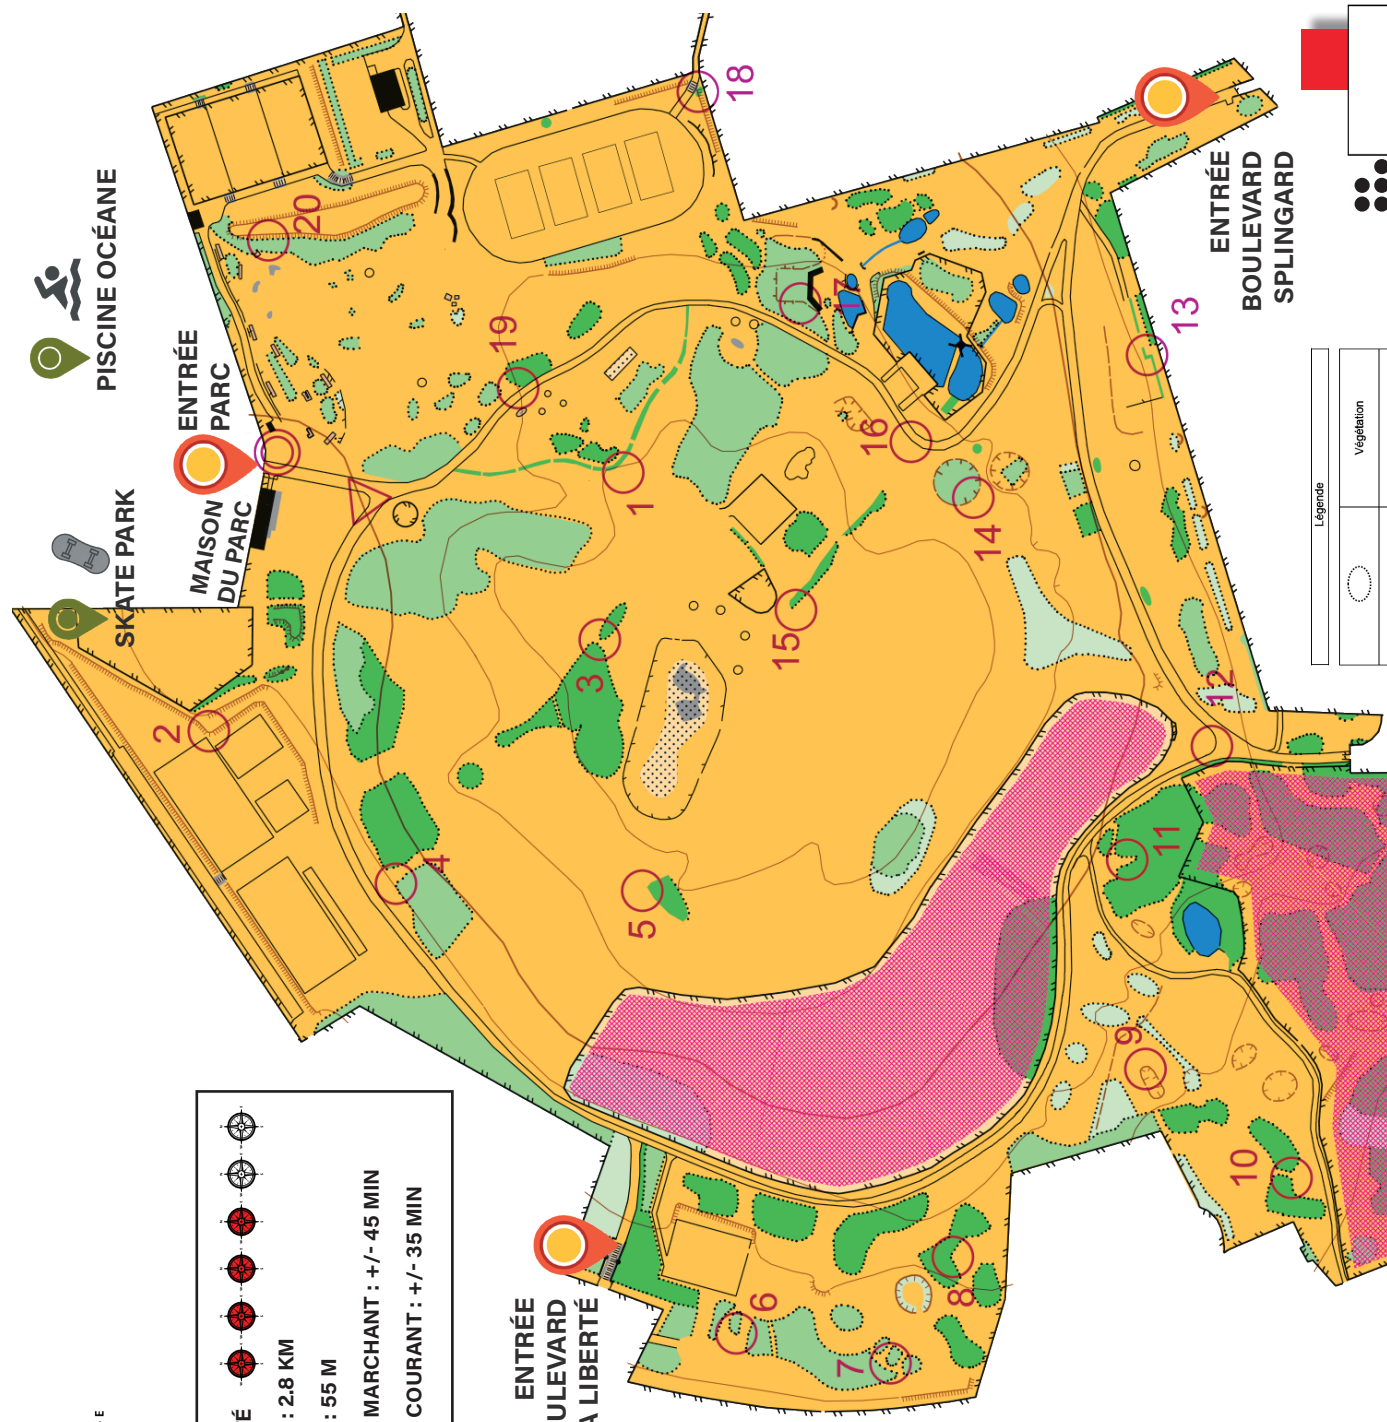 PISCINE OCÉANE
SKATE PARK
ENTRÉE
PARC
MAISON
DU PARC
ENTRÉE
BOULEVARD
SPLINGARD
ENTRÉE
ULEVARD
A LIBERTÉ
É
: 2.8 KM
: 55 M
MARCHANT : +/- 45 MIN
COURANT : +/- 35 MIN
Légende
Végétation
1
2
3
4
5
6
7
8
9
10
11
12
13
14
15
16
17
18
19
20